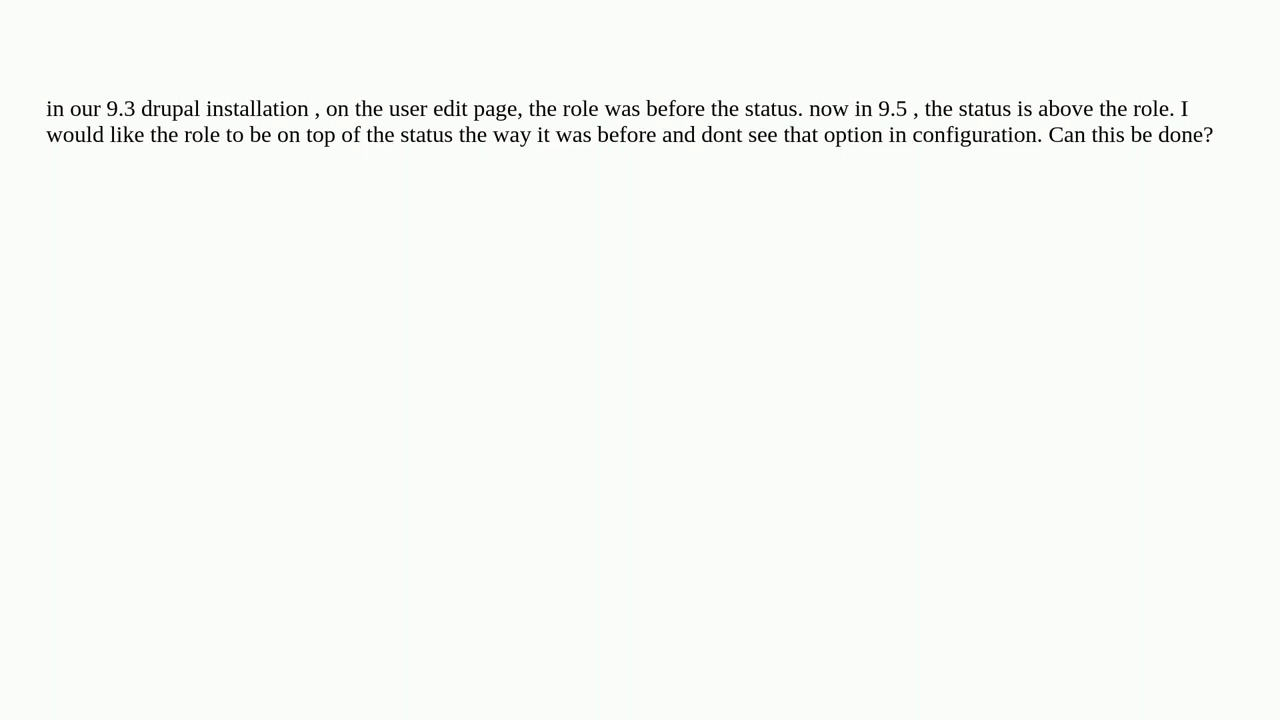 in our 9.3 drupal installation , on the user edit page, the role was before the status. now in 9.5 , the status is above the role. I
would like the role to be on top of the status the way it was before and dont see that option in configuration. Can this be done?